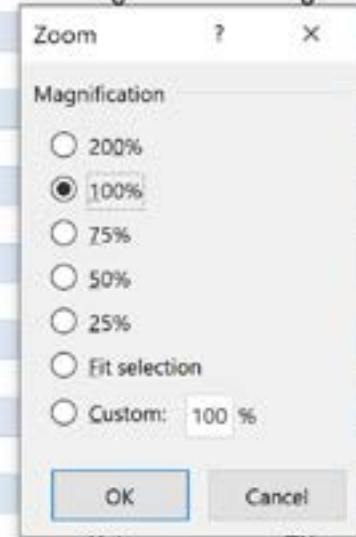 Zoom ? ×
Magnification
200%
100%
75%
50%
25%
Fit selection
Custom: 100 %
OK Cancel